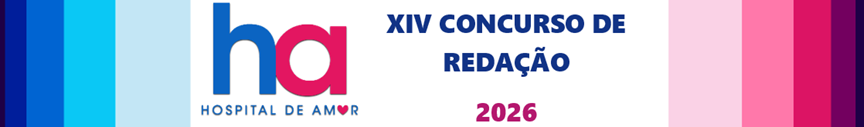 ha
HOSPITAL DE AMOR
XIV CONCURSO DE
REDAÇÃO
2026